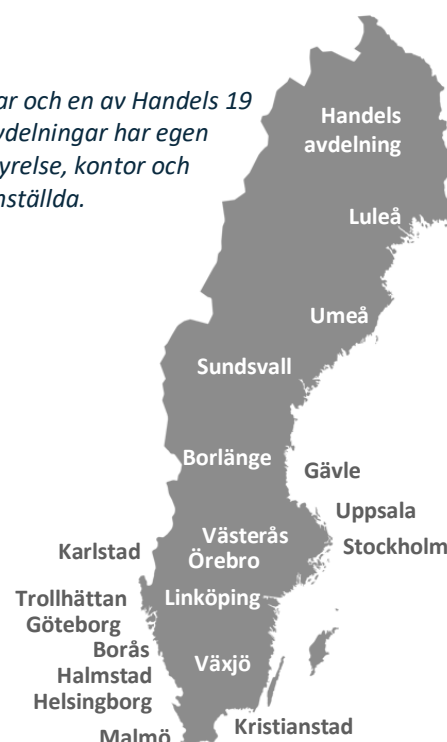 ar och en av Handels 19
vdelningar har egen
yrelse, kontor och
nställda.
Handels
avdelning
Luleå
Umeå
Sundsvall
Borlänge
Gävle
Uppsala
Västerås
Stockholm
Karlstad
Örebro
Trollhättan
Linköping
Göteborg
Borås
Växjö
Halmstad
Helsingborg
Kristianstad
Malmö